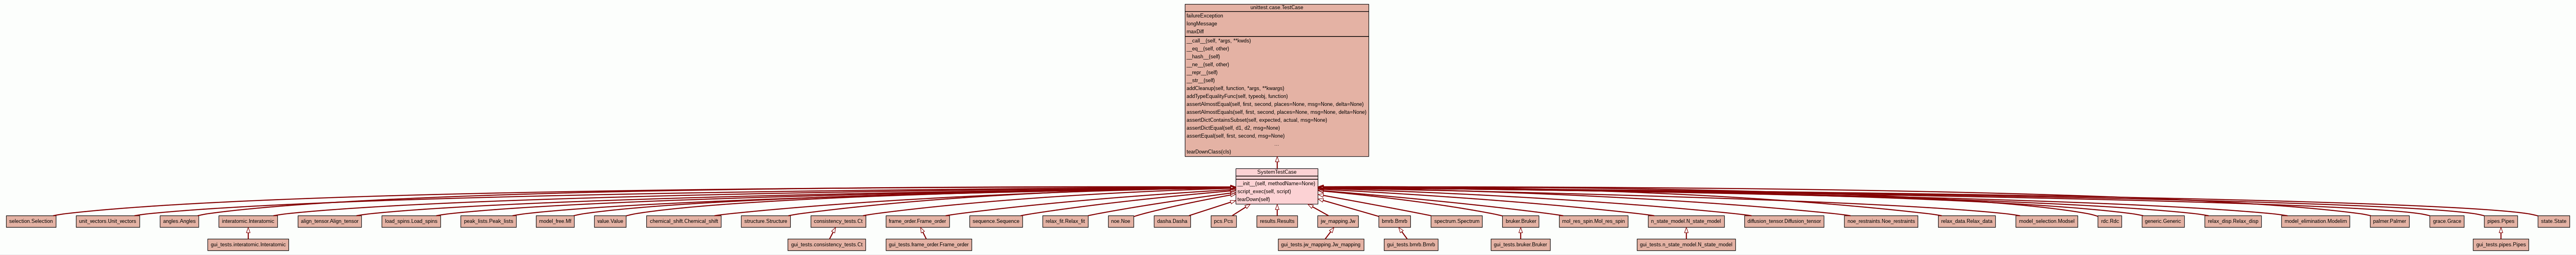 unittest.case.TestCase
failureException
longMessage
maxDiff
__call__(self, *args, **kwds)
__eq__(self, other)
__hash__(self)
__ne__(self, other)
__repr__(self)
__str__(self)
addCleanup(self, function, *args, **kwargs)
addTypeEqualityFunc(self, typeobj, function)
assertAlmostEqual(self, first, second, places=None, msg=None, delta=None)
assertAlmostEquals(self, first, second, places=None, msg=None, delta=None)
assertDictContainsSubset(self, expected, actual, msg=None)
assertDictEqual(self, d1, d2, msg=None)
assertEqual(self, first, second, msg=None)
...
tearDownClass(cls)
SystemTestCase
__init__(self, methodName=None)
script_exec(self, script)
tearDown(self)
selection.Selection
unit_vectors.Unit_vectors
angles.Angles
interatomic.Interatomic
align_tensor.Align_tensor
load_spins.Load_spins
peak_lists.Peak_lists
model_free.Mf
value.Value
chemical_shift.Chemical_shift
structure.Structure
consistency_tests.Ct
frame_order.Frame_order
sequence.Sequence
relax_fit.Relax_fit
noe.Noe
dasha.Dasha
pcs.Pcs
results.Results
jw_mapping.Jw
bmrb.Bmrb
spectrum.Spectrum
bruker.Bruker
mol_res_spin.Mol_res_spin
n_state_model.N_state_model
diffusion_tensor.Diffusion_tensor
noe_restraints.Noe_restraints
relax_data.Relax_data
model_selection.Modsel
rdc.Rdc
generic.Generic
relax_disp.Relax_disp
model_elimination.Modelim
palmer.Palmer
grace.Grace
pipes.Pipes
state.State
gui_tests.interatomic.Interatomic
gui_tests.consistency_tests.Ct
gui_tests.frame_order.Frame_order
gui_tests.jw_mapping.Jw_mapping
gui_tests.bmrb.Bmrb
gui_tests.bruker.Bruker
gui_tests.n_state_model.N_state_model
gui_tests.pipes.Pipes